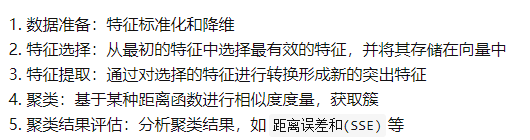 1. 数据准备：特征标准化和降维
2. 特征选择：从最初的特征中选择最有效的特征，并将其存储在向量中
3. 特征提取：通过对选择的特征进行转换形成新的突出特征
4. 聚类：基于某种距离函数进行相似度度量，获取簇
5. 聚类结果评估：分析聚类结果，如 距离误差和(SSE) 等